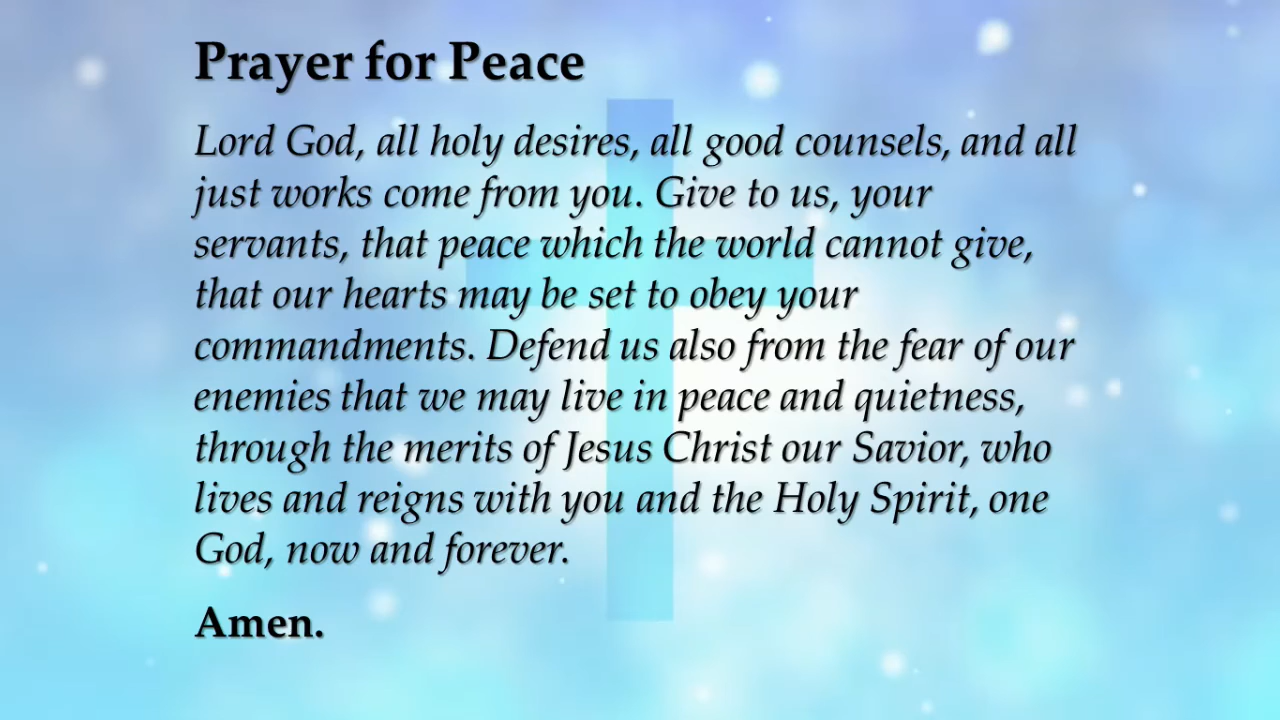 Prayer for Peace
Lord God, all holy desires, all good counsels, and all
just works come from you. Give to us, your
servants, that peace which the world cannot give,
that our hearts may be set to obey your
commandments. Defend us also from the fear of our
enemies that we may live in peace and quietness,
through the merits of Jesus Christ our Savior, who
lives and reigns with you and the Holy Spirit, one
God, now and forever.
Amen.